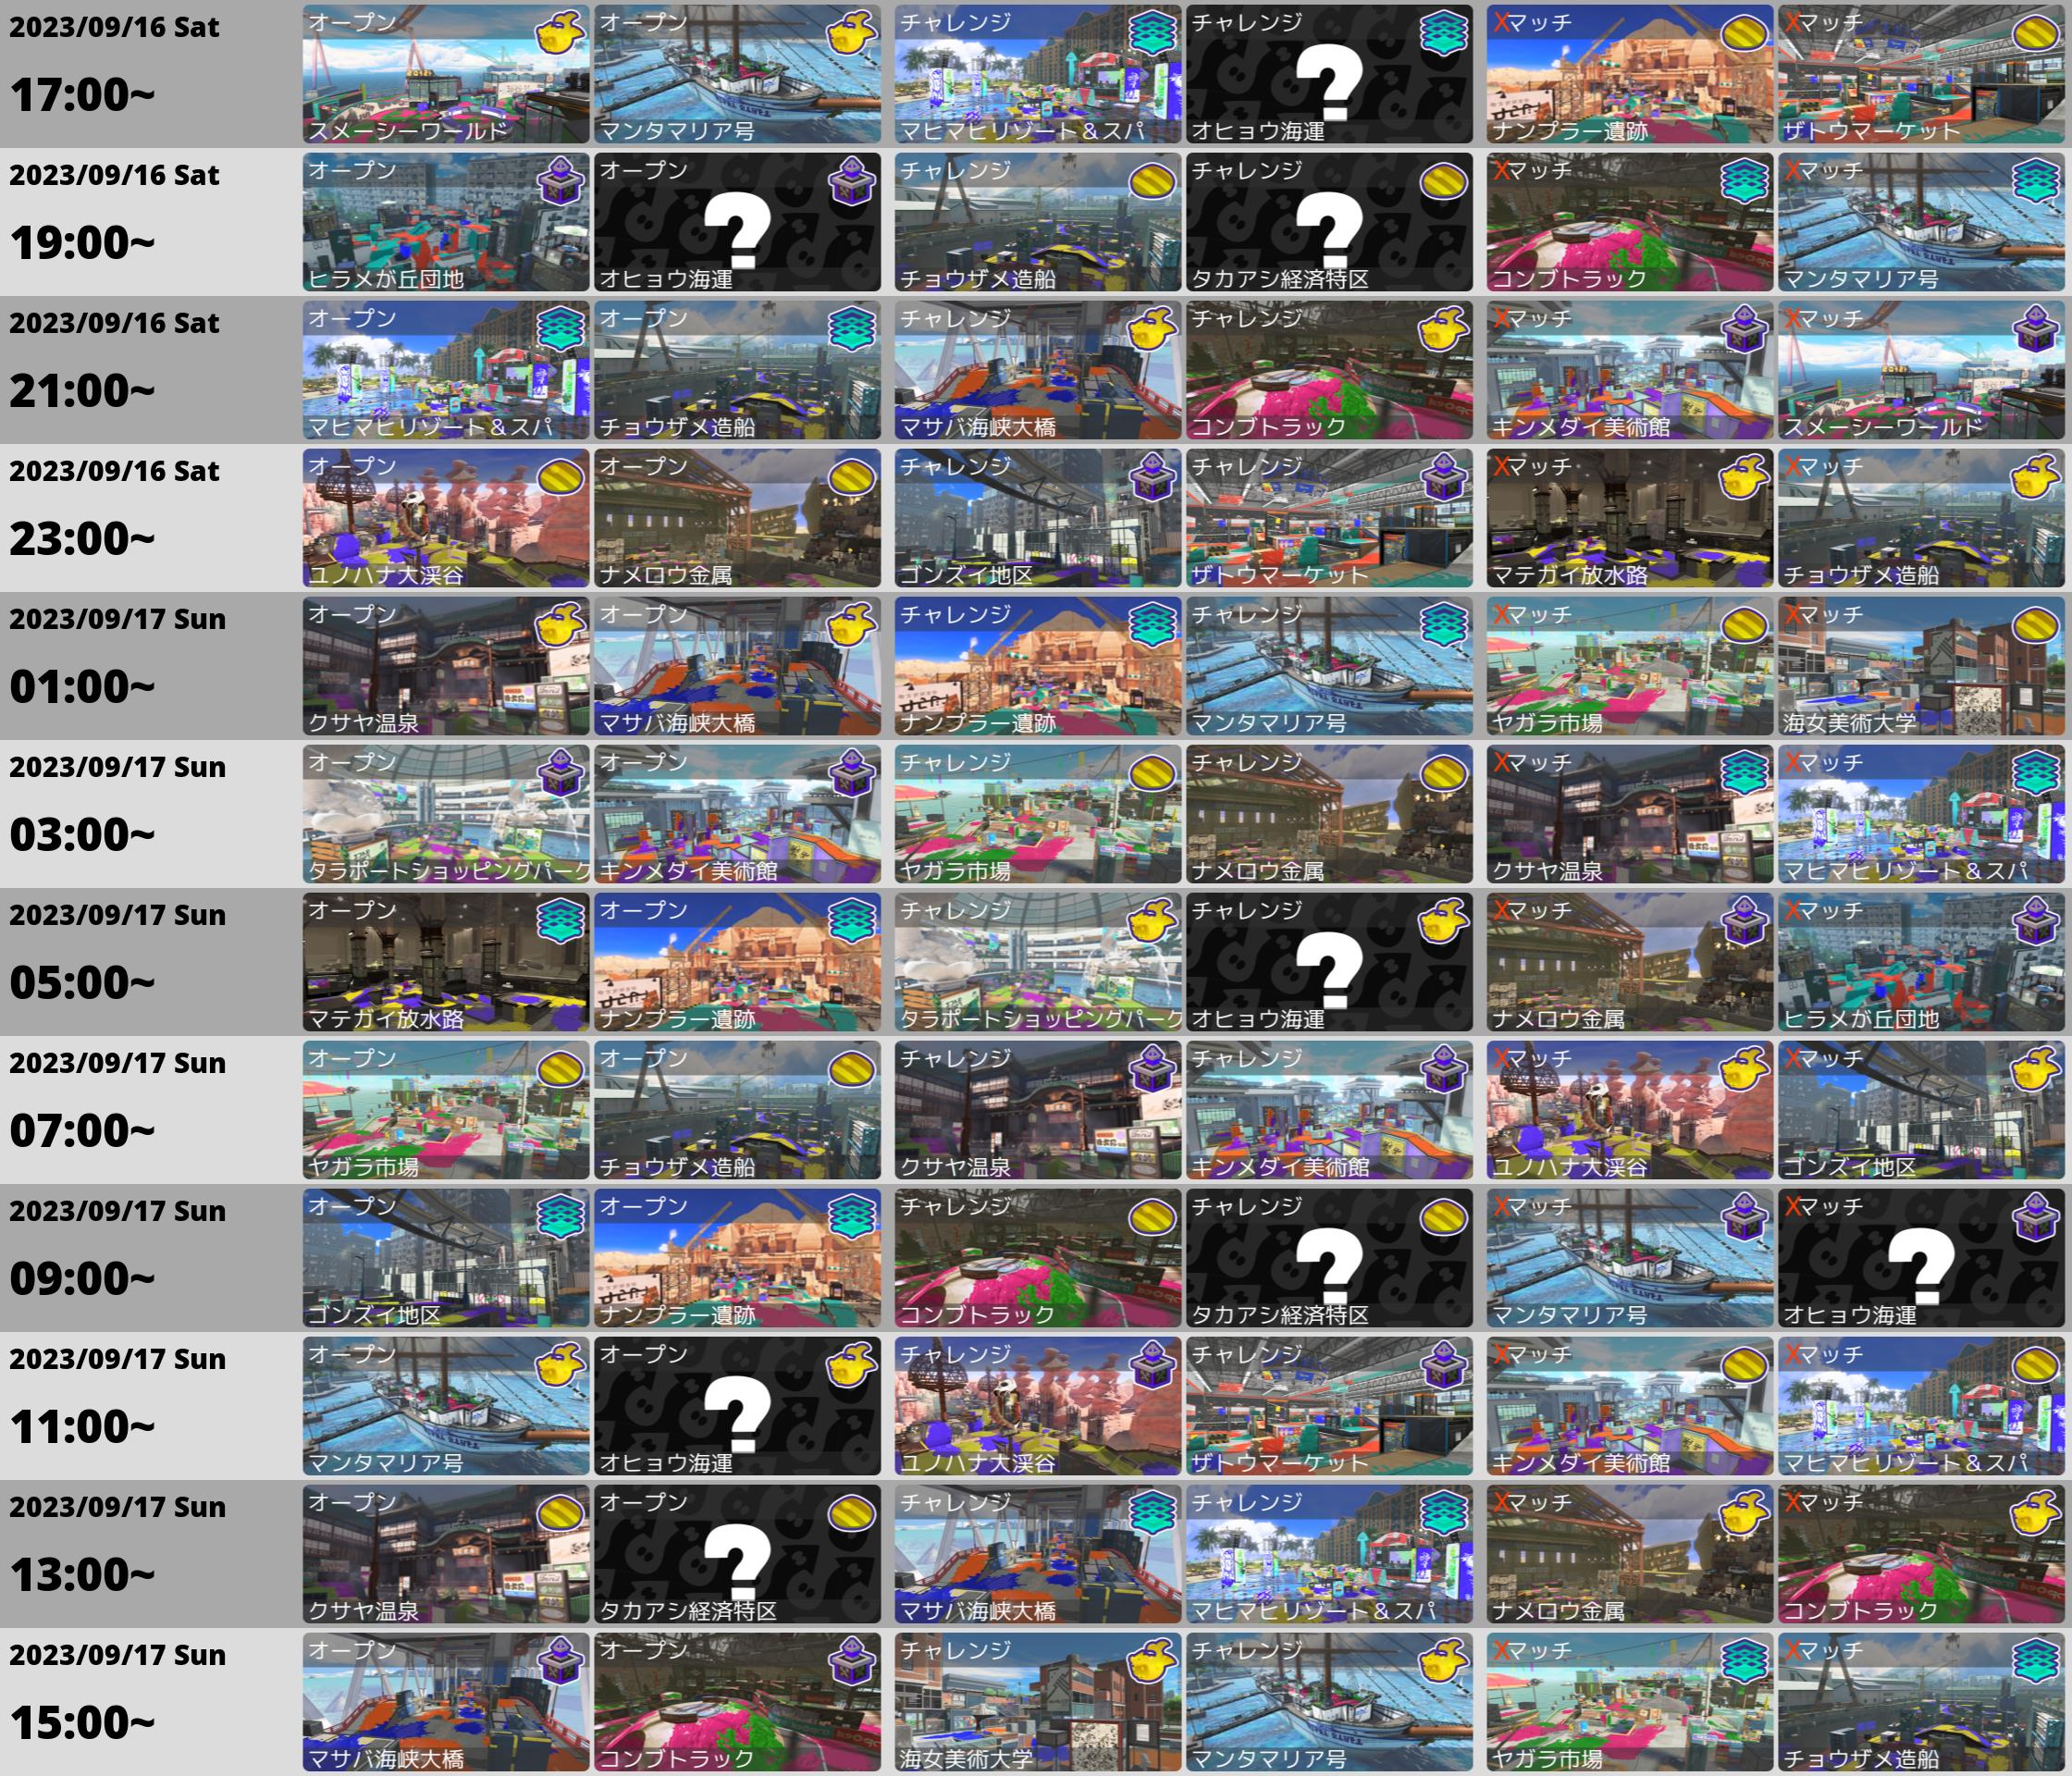 2023/09/16 Sat
17:00~
オープン
スメーシーワールド
オープン
マンタマリア号
チャレンジ
マヒマヒリゾート＆スパ
チャレンジ
?
オヒョウ海運
Xマッチ
ナンプラー遺跡
Xマッチ
ザトウマーケット
2023/09/16 Sat
19:00~
オープン
ヒラメが丘団地
オープン
?
オヒョウ海運
チャレンジ
チョウザメ造船
チャレンジ
?
タカアシ経済特区
Xマッチ
コンブトラック
Xマッチ
マンタマリア号
2023/09/16 Sat
21:00~
オープン
マヒマヒリゾート＆スパ
オープン
チョウザメ造船
チャレンジ
マサバ海峡大橋
チャレンジ
コンブトラック
Xマッチ
キンメダイ美術館
Xマッチ
スメーシーワールド
2023/09/16 Sat
23:00~
オープン
ユノハナ大渓谷
オープン
ナメロウ金属
チャレンジ
ゴンズイ地区
チャレンジ
ザトウマーケット
Xマッチ
マテガイ放水路
Xマッチ
チョウザメ造船
2023/09/17 Sun
01:00~
オープン
クサヤ温泉
オープン
マサバ海峡大橋
チャレンジ
ナンプラー遺跡
チャレンジ
マンタマリア号
Xマッチ
ヤガラ市場
Xマッチ
海女美術大学
2023/09/17 Sun
03:00~
オープン
タラポートショッピングパーク
オープン
キンメダイ美術館
チャレンジ
ヤガラ市場
チャレンジ
ナメロウ金属
Xマッチ
クサヤ温泉
Xマッチ
マヒマヒリゾート＆スパ
2023/09/17 Sun
05:00~
オープン
マテガイ放水路
オープン
ナンプラー遺跡
チャレンジ
タラポートショッピングパーク
チャレンジ
?
オヒョウ海運
Xマッチ
ナメロウ金属
Xマッチ
ヒラメが丘団地
2023/09/17 Sun
07:00~
オープン
ヤガラ市場
オープン
チョウザメ造船
チャレンジ
クサヤ温泉
チャレンジ
キンメダイ美術館
Xマッチ
ユノハナ大渓谷
Xマッチ
ゴンズイ地区
2023/09/17 Sun
09:00~
オープン
ゴンズイ地区
オープン
ナンプラー遺跡
チャレンジ
コンブトラック
チャレンジ
?
タカアシ経済特区
Xマッチ
マンタマリア号
Xマッチ
?
オヒョウ海運
2023/09/17 Sun
11:00~
オープン
マンタマリア号
オープン
?
オヒョウ海運
チャレンジ
ユノハナ大渓谷
チャレンジ
ザトウマーケット
Xマッチ
キンメダイ美術館
Xマッチ
マヒマヒリゾート＆スパ
2023/09/17 Sun
13:00~
オープン
クサヤ温泉
オープン
?
タカアシ経済特区
チャレンジ
マサバ海峡大橋
チャレンジ
マヒマヒリゾート＆スパ
Xマッチ
ナメロウ金属
Xマッチ
コンブトラック
2023/09/17 Sun
15:00~
オープン
マサバ海峡大橋
オープン
コンブトラック
チャレンジ
海女美術大学
チャレンジ
マンタマリア号
Xマッチ
ヤガラ市場
Xマッチ
チョウザメ造船